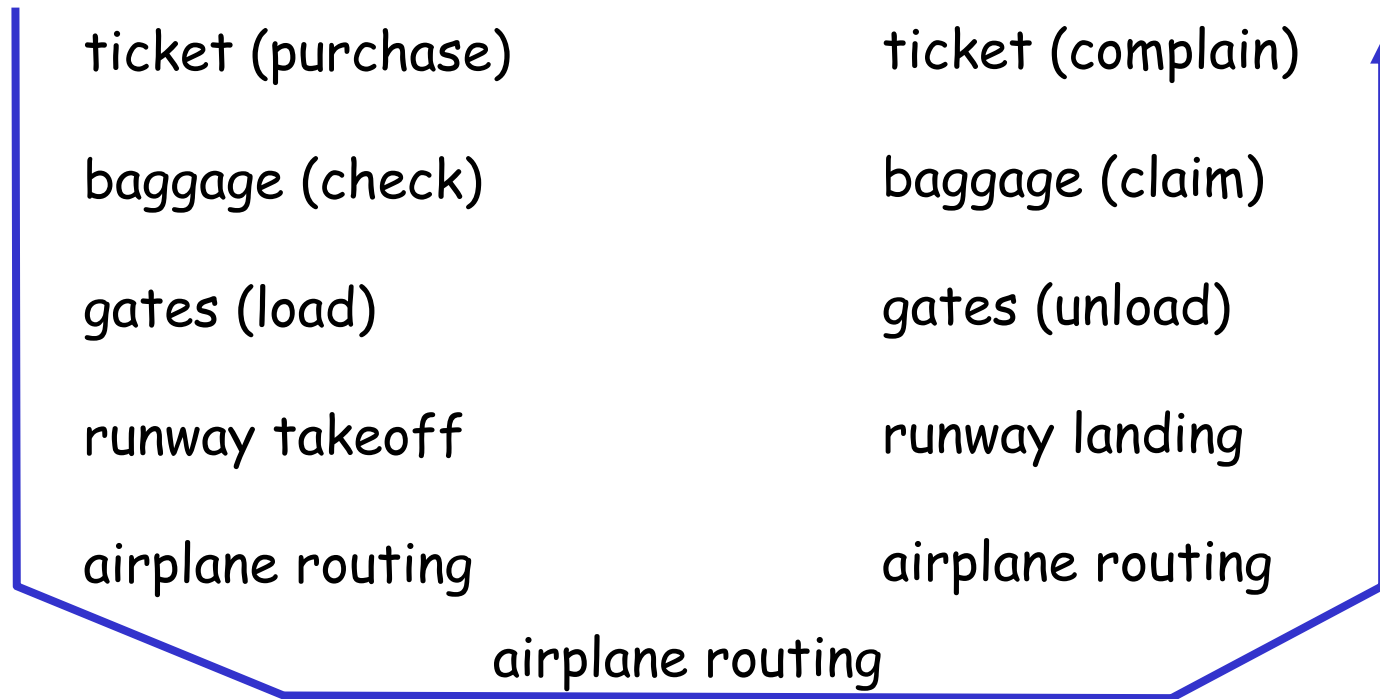 ticket (purchase)
baggage (check)
gates (load)
runway takeoff
airplane routing
airplane routing
ticket (complain)
baggage (claim)
gates (unload)
runway landing
airplane routing